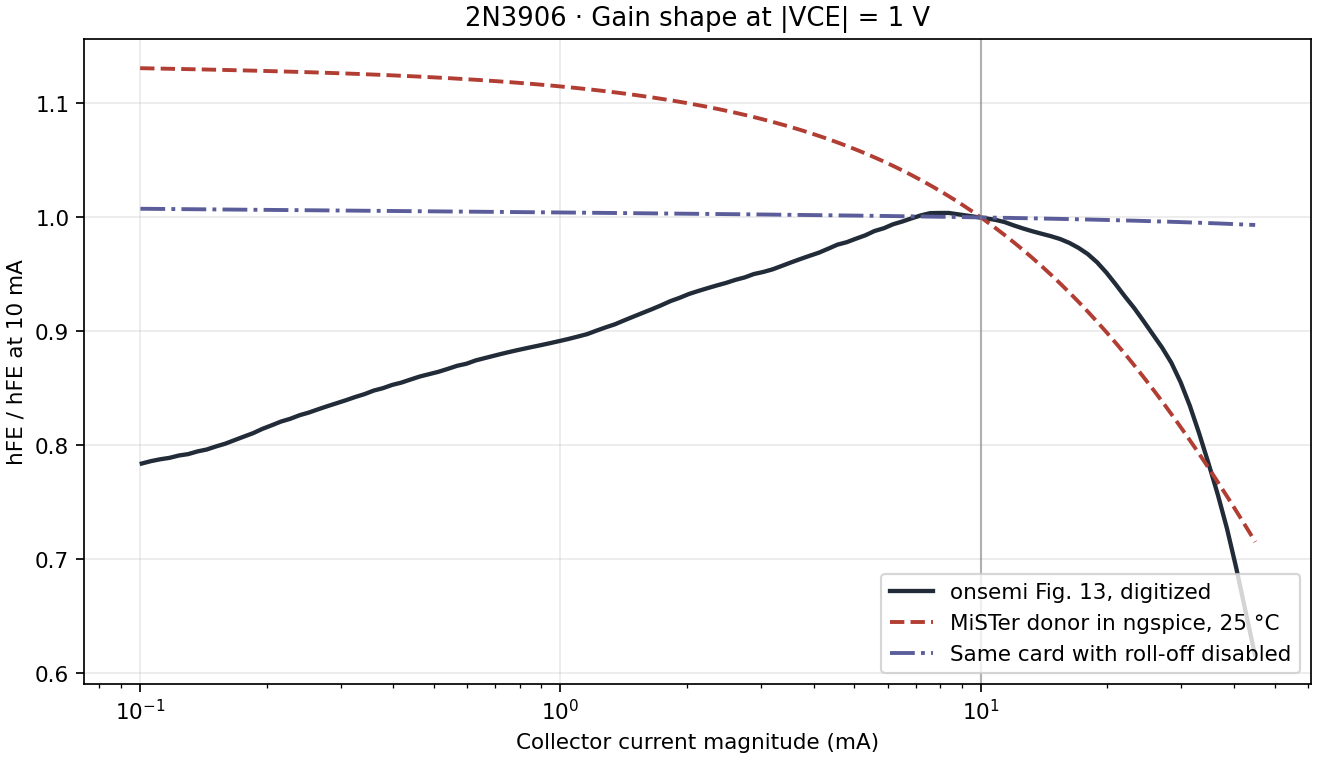 2N3906 · Gain shape at |VCE| = 1 V
hFE / hFE at 10 mA
1.1
1.0
0.9
0.8
0.7
0.6
onsemi Fig. 13, digitized
MiSTer donor in ngspice, 25 °C
Same card with roll-off disabled
10⁻¹
10⁰
10¹
Collector current magnitude (mA)